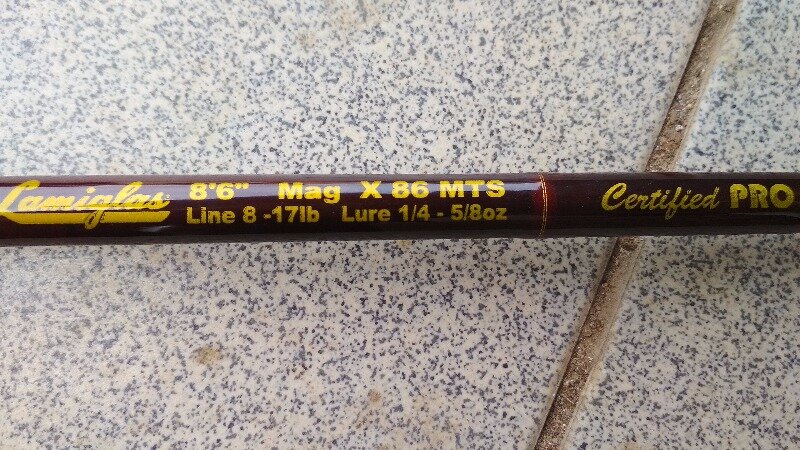 Lamiglas 8'6" Mag X 86 MTS
Line 8 -17lb Lure 1/4 - 5/8oz
Certified PRO